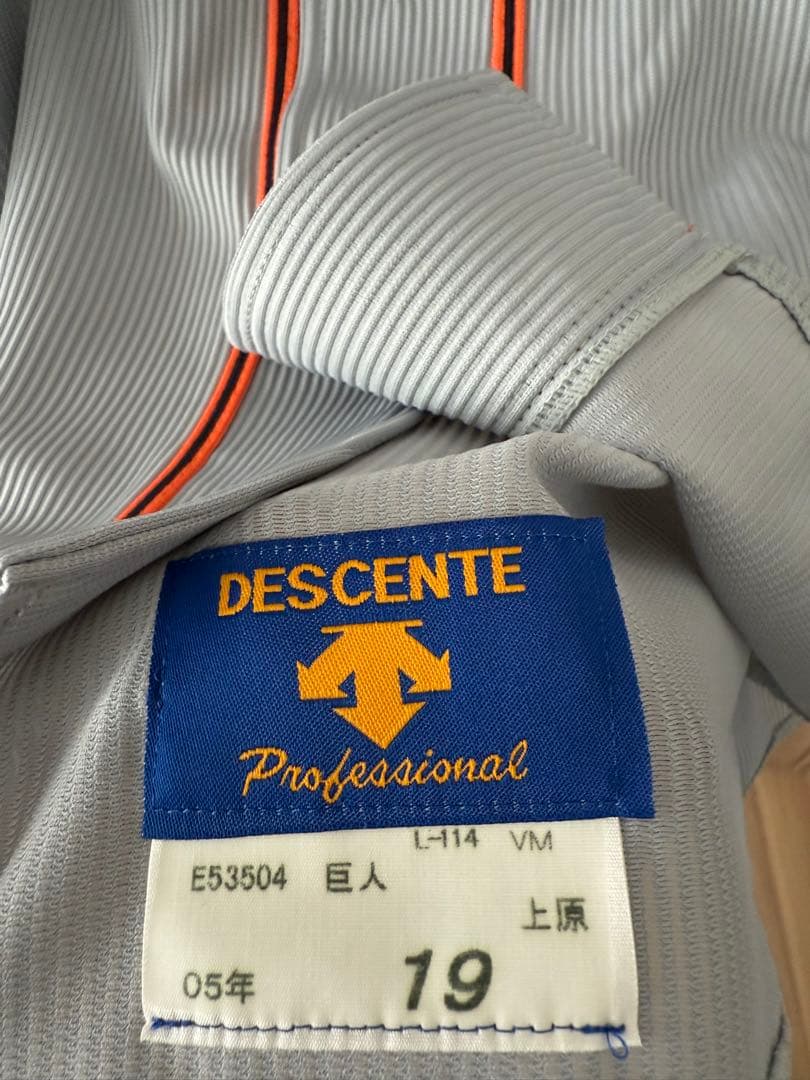 DESCENTE
Professional
L-114 VM
E53504 巨人
上原
05年 19